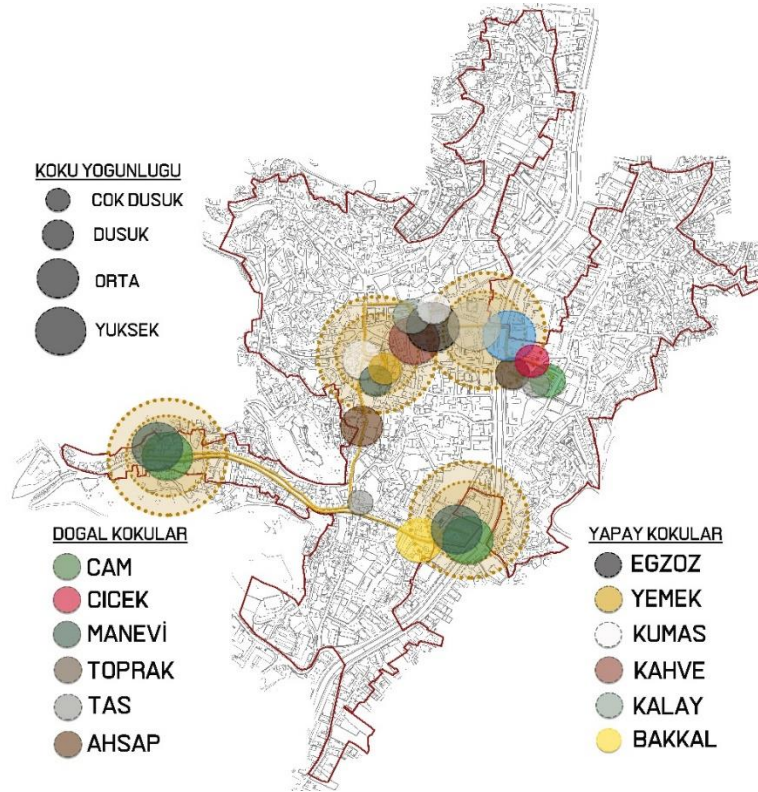 KOKU YOGUNLUGU
COK DUSUK
DUSUK
ORTA
YUKSEK
DOGAL KOKULAR
CAM
CICEK
MANEVİ
TOPRAK
TAS
AHSAP
YAPAY KOKULAR
EGZOZ
YEMEK
KUMAS
KAHVE
KALAY
BAKKAL